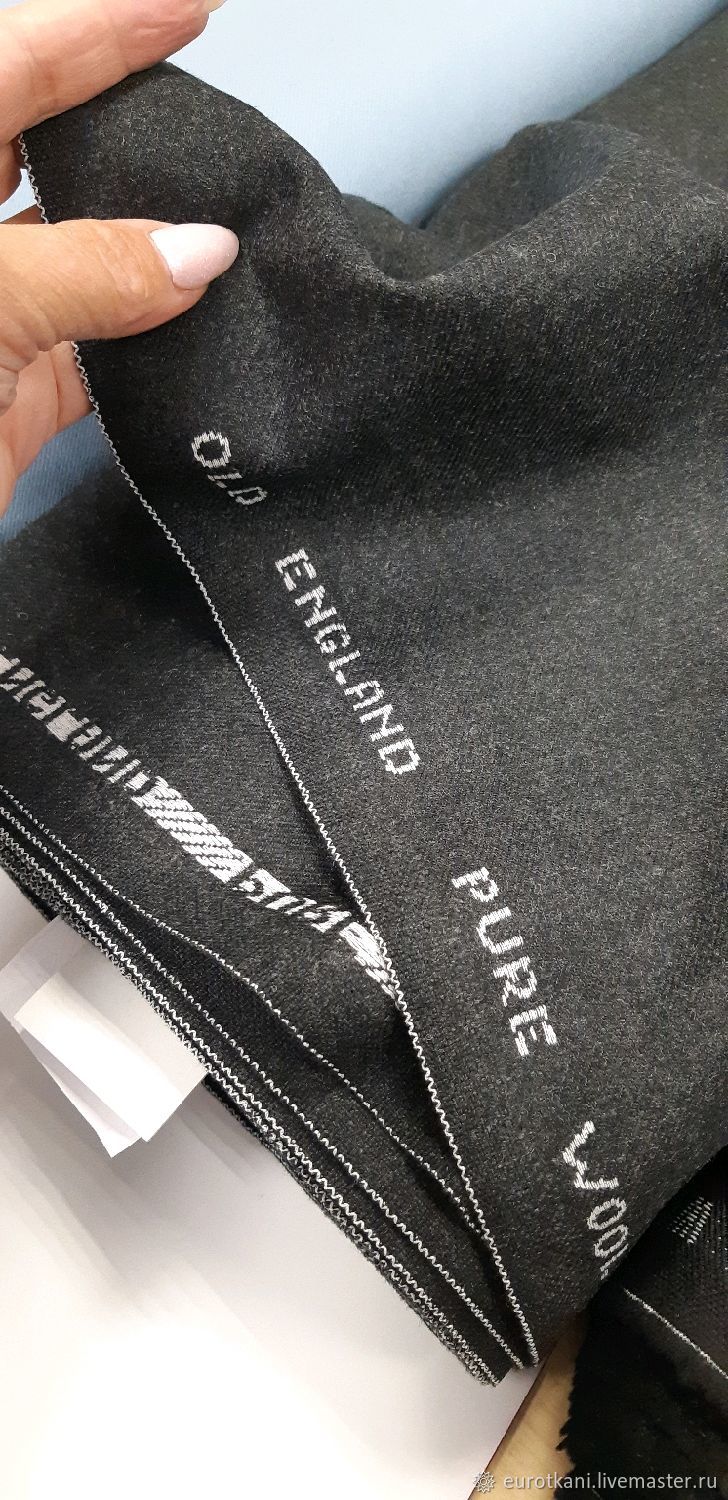 OLD ENGLAND PURE WOOL
eurotkani.livemaster.ru